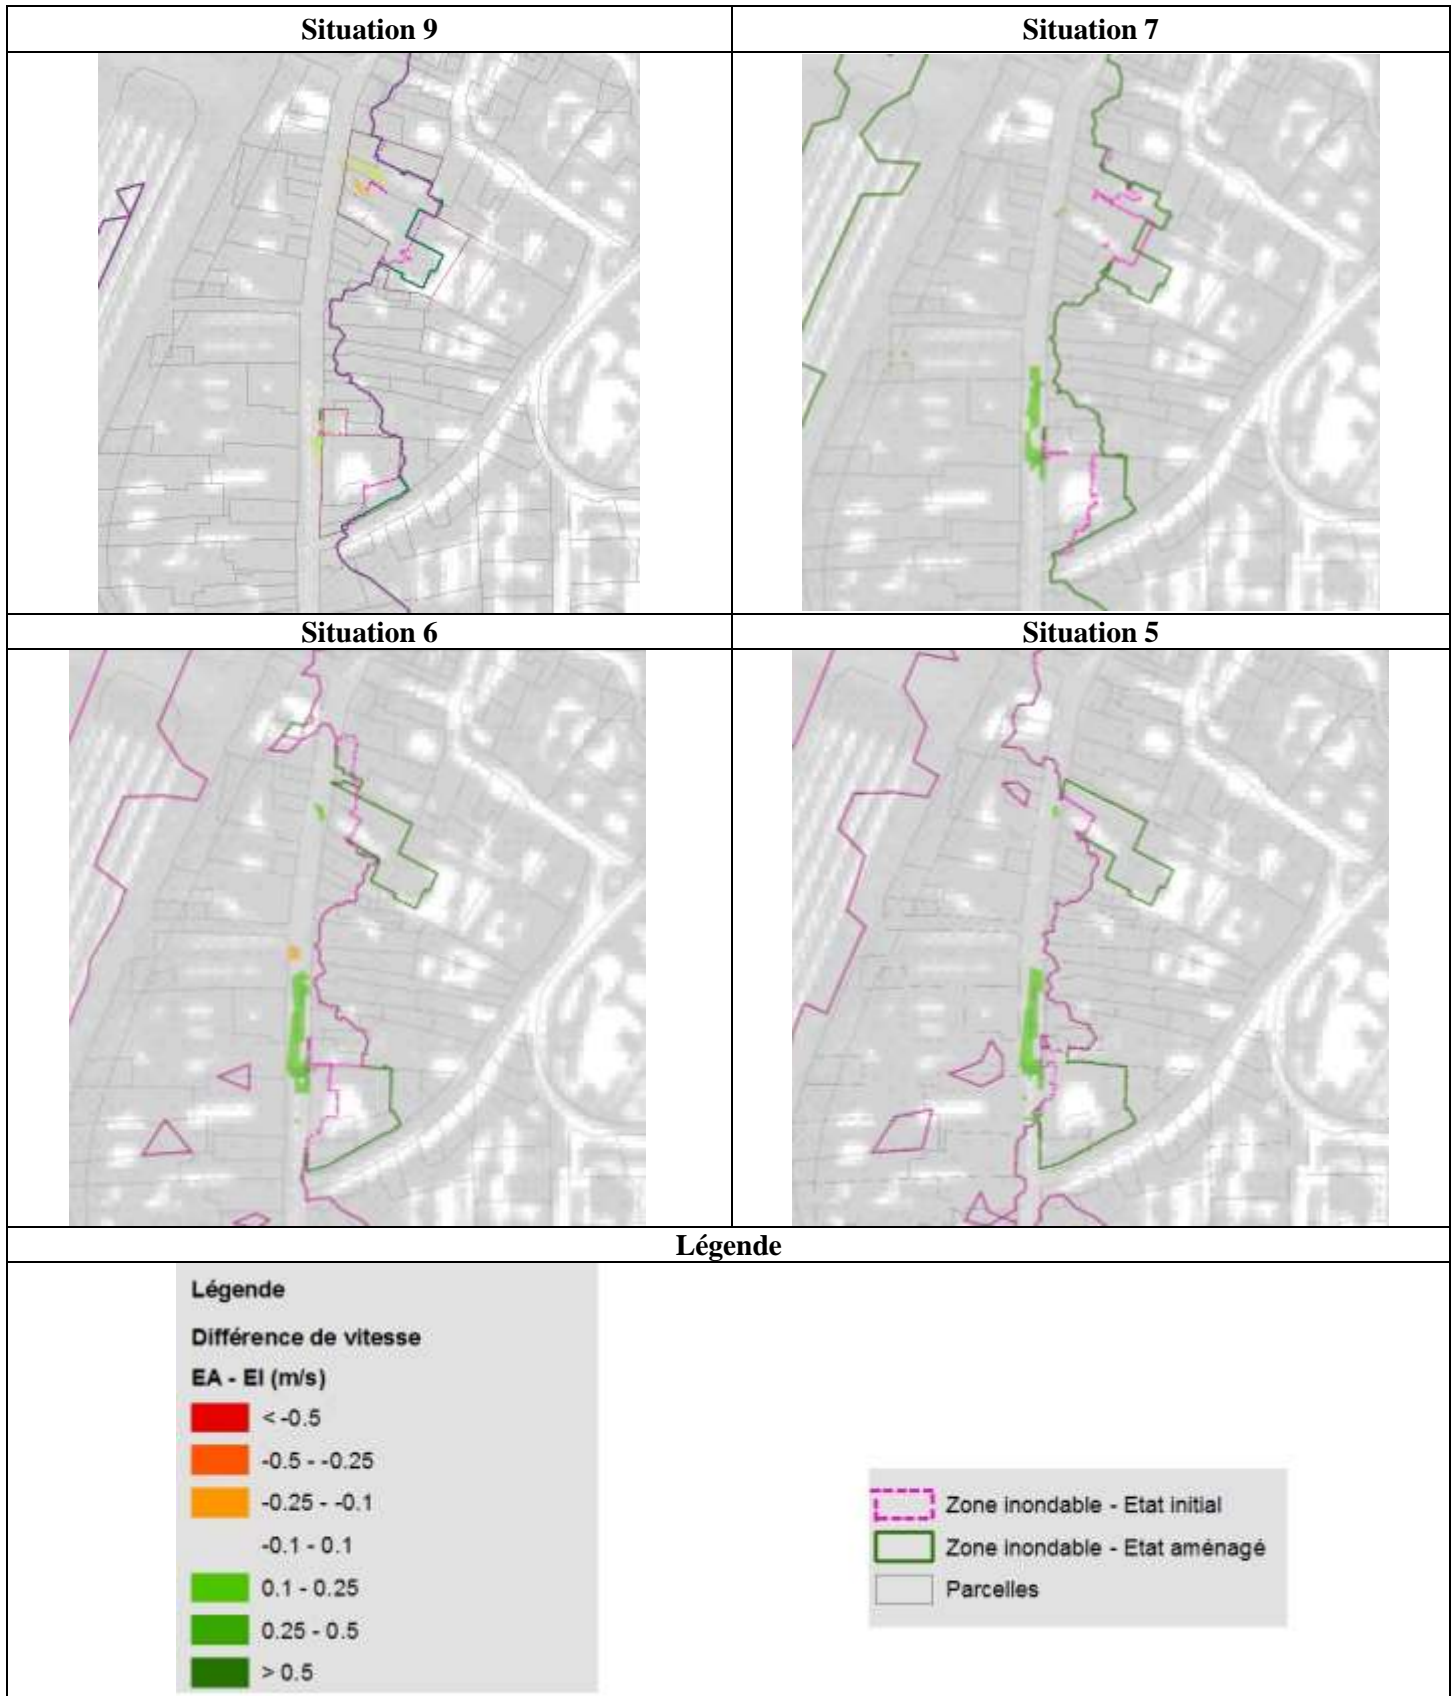 Situation 9
Situation 7
Situation 6
Situation 5
Légende
Légende
Différence de vitesse
EA - EI (m/s)
< -0.5
-0.5 - -0.25
-0.25 - -0.1
-0.1 - 0.1
0.1 - 0.25
0.25 - 0.5
> 0.5
Zone inondable - Etat initial
Zone inondable - Etat aménagé
Parcelles